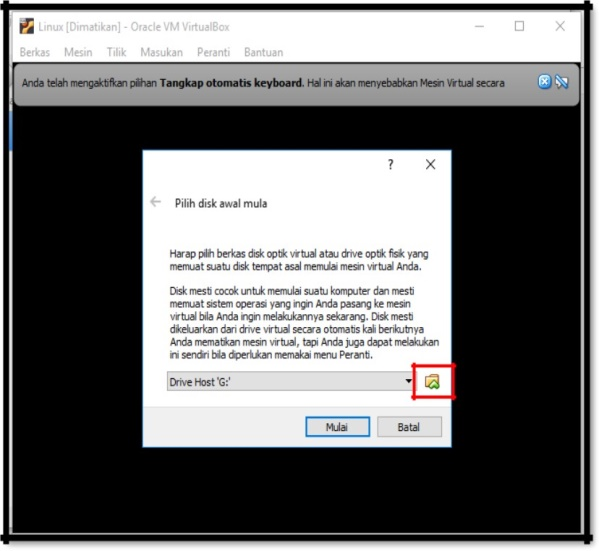 Linux [Dimatikan] - Oracle VM VirtualBox
Berkas Mesin Tilik Masukan Peranti Bantuan
Anda telah mengaktifkan pilihan Tangkap otomatis keyboard. Hal ini akan menyebabkan Mesin Virtual secara
?
Pilih disk awal mula
Harap pilih berkas disk optik virtual atau drive optik fisik yang
memuat suatu disk tempat asal memulai mesin virtual Anda.
Disk mesti cocok untuk memulai suatu komputer dan mesti
memuat sistem operasi yang ingin Anda pasang ke mesin
virtual bila Anda ingin melakukannya sekarang. Disk mesti
dikeluarkan dari drive virtual secara otomatis kali berikutnya
Anda mematikan mesin virtual, tapi Anda juga dapat melakukan
ini sendiri bila diperlukan memakai menu Peranti.
Drive Host 'G:'
Mulai Batal